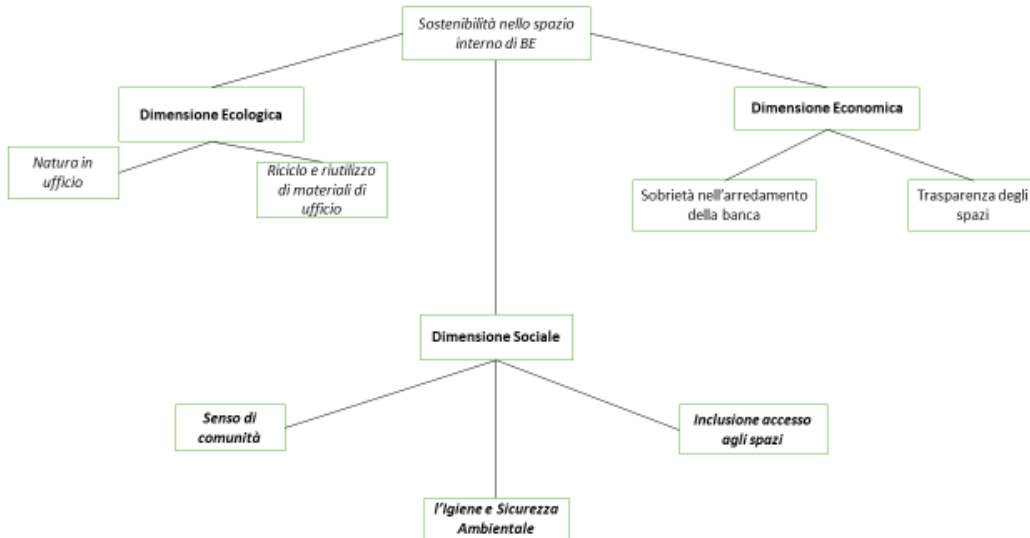 Sostenibilità nello spazio
interno di BE
Dimensione Ecologica
Dimensione Economica
Natura in
ufficio
Riciclo e riutilizzo
di materiali di
ufficio
Sobrietà nell'arredamento
della banca
Trasparenza degli
spazi
Dimensione Sociale
Senso di
comunità
Inclusione accesso
agli spazi
l'Igiene e Sicurezza
Ambientale